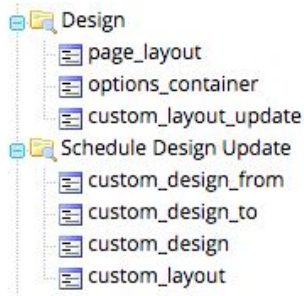 Design
page_layout
options_container
custom_layout_update
Schedule Design Update
custom_design_from
custom_design_to
custom_design
custom_layout